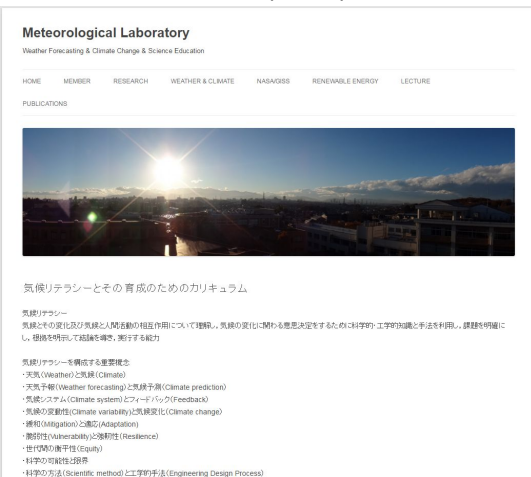 Meteorological Laboratory
Weather Forecasting & Climate Change & Science Education
HOME MEMBER RESEARCH WEATHER & CLIMATE NASA/GISS RENEWABLE ENERGY LECTURE
PUBLICATIONS
気候リテラシーとその育成のためのカリキュラム
気候リテラシー
気候とその変化及び気候と人間活動の相互作用について理解し，気候の変化に関わる意思決定をするために科学的・工学的知識と手法を利用し，課題を明確に
し，根拠を明示して結論を導き，実行する能力
気候リテラシーを構成する重要概念
・天気（Weather）と気候（Climate）
・天気予報（Weather forecasting）と気候予測（Climate prediction）
・気候システム（Climate system）とフィードバック（Feedback）
・気候の変動性(Climate variability)と気候変化（Climate change）
・緩和（Mitigation）と適応（Adaptation）
・脆弱性(Vulnerability)と強靭性（Resilience）
・世代間の衡平性（Equity）
・科学の可能性と限界
・科学の方法（Scientific method）と工学的手法（Engineering Design Process）